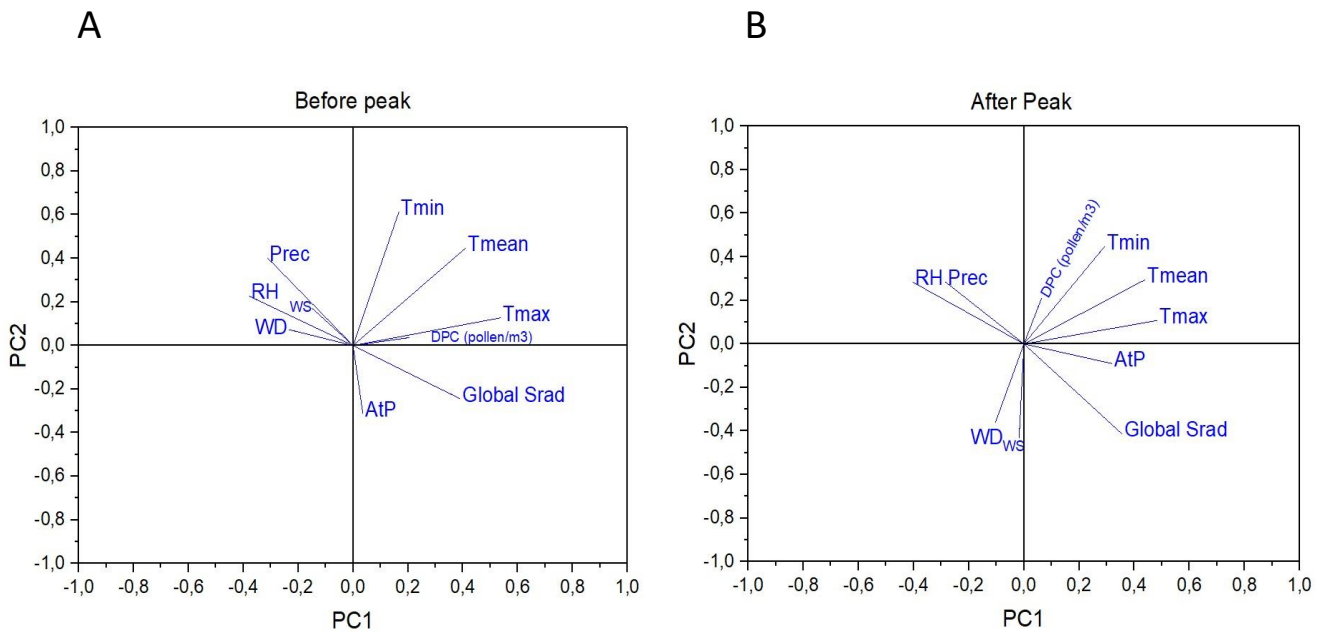 A
B
Before peak
After Peak
1,0
0,8
0,6
0,4
0,2
0,0
-0,2
-0,4
-0,6
-0,8
-1,0
PC2
Tmin
Tmean
Prec
RH
WS
WD
Tmax
DPC (pollen/m3)
Global Srad
AtP
-1,0 -0,8 -0,6 -0,4 -0,2 0,0 0,2 0,4 0,6 0,8 1,0
PC1
1,0
0,8
0,6
0,4
0,2
0,0
-0,2
-0,4
-0,6
-0,8
-1,0
PC2
DPC (pollen/m3)
Tmin
RH Prec
Tmean
Tmax
AtP
Global Srad
WD
WS
-1,0 -0,8 -0,6 -0,4 -0,2 0,0 0,2 0,4 0,6 0,8 1,0
PC1